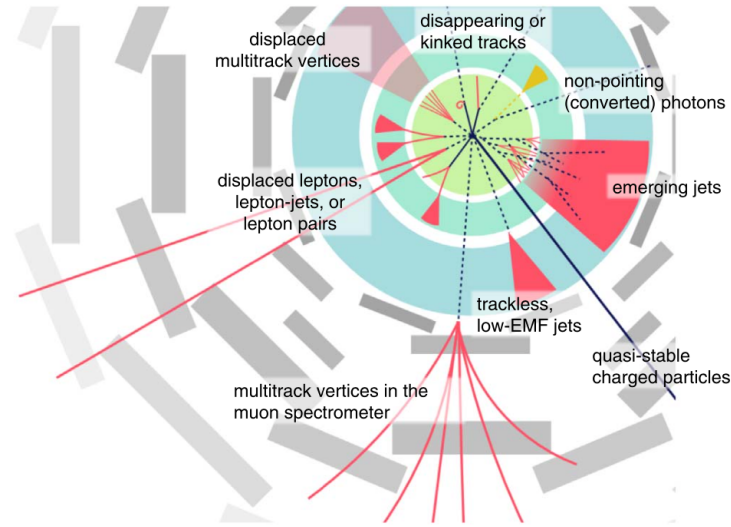 disappearing or
kinked tracks
displaced
multitrack vertices
non-pointing
(converted) photons
displaced leptons,
lepton-jets, or
lepton pairs
emerging jets
trackless,
low-EMF jets
quasi-stable
charged particles
multitrack vertices in the
muon spectrometer